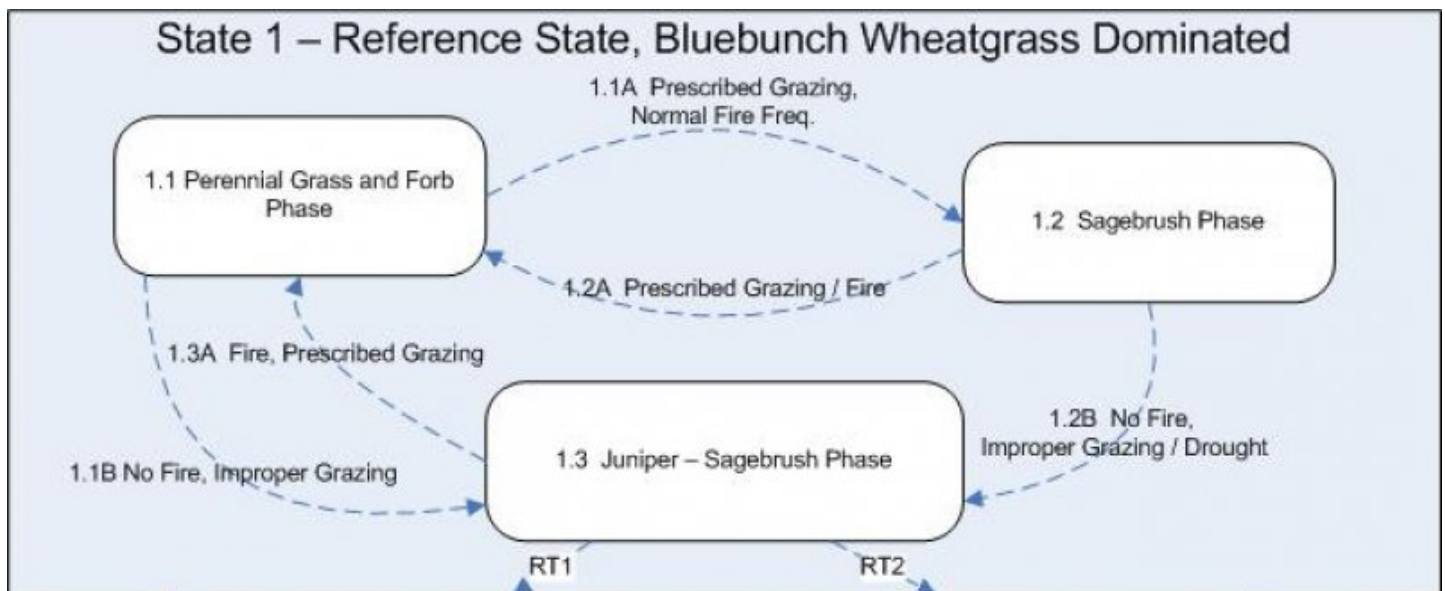 State 1 – Reference State, Bluebunch Wheatgrass Dominated
1.1A Prescribed Grazing,
Normal Fire Freq.
1.1 Perennial Grass and Forb
Phase
1.2 Sagebrush Phase
1.2A Prescribed Grazing / Fire
1.3A Fire, Prescribed Grazing
1.2B No Fire,
Improper Grazing / Drought
1.3 Juniper – Sagebrush Phase
1.1B No Fire, Improper Grazing
RT1
RT2